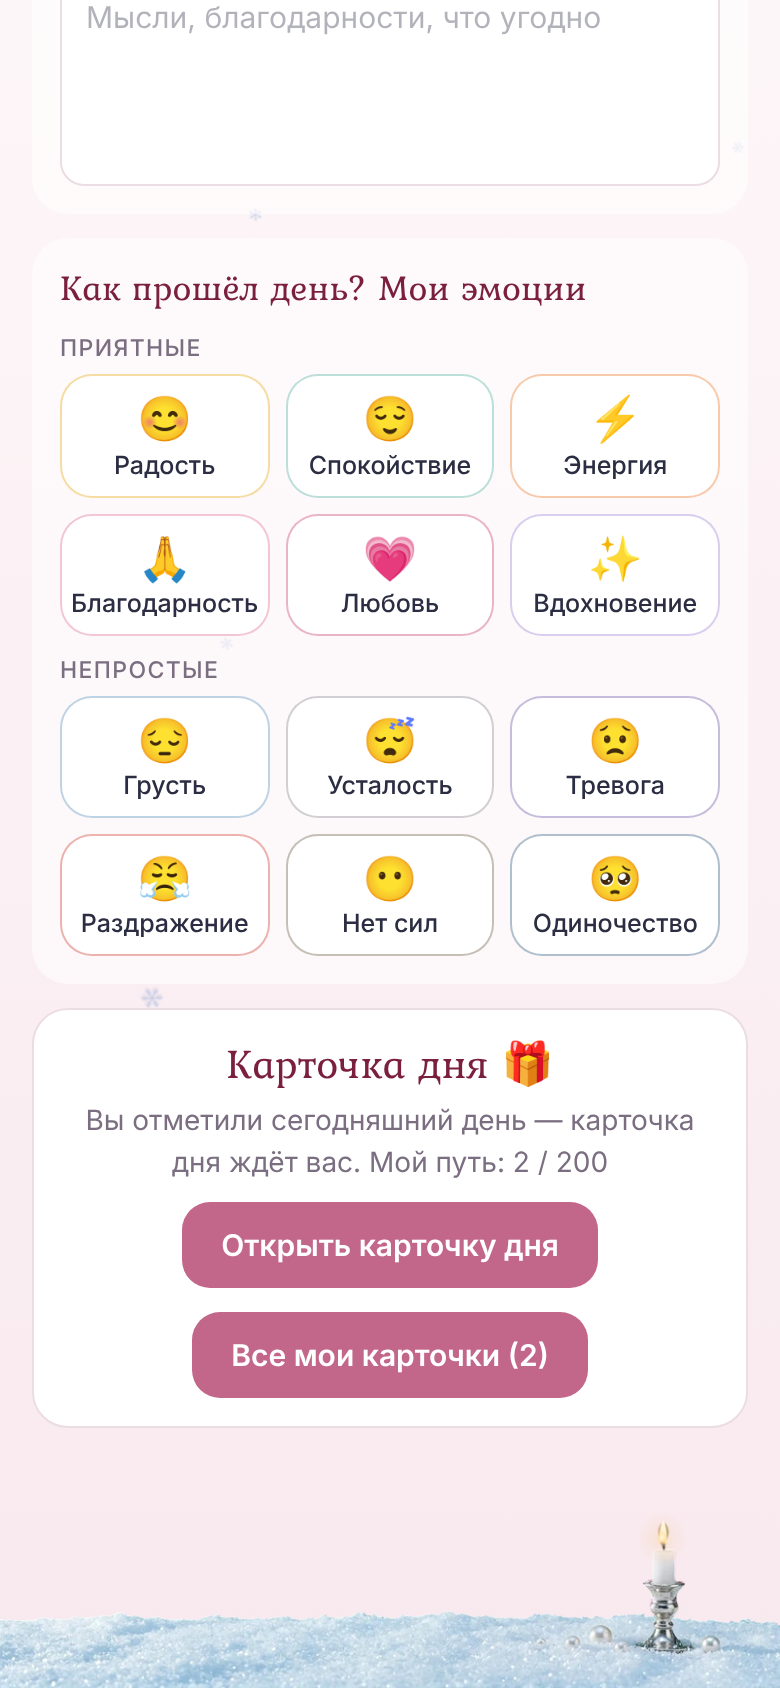 Мысли, благодарности, что угодно
Как прошёл день? Мои эмоции
ПРИЯТНЫЕ
Радость
Спокойствие
Энергия
Благодарность
Любовь
Вдохновение
НЕПРОСТЫЕ
Грусть
Усталость
Тревога
Раздражение
Нет сил
Одиночество
Карточка дня
Вы отметили сегодняшний день — карточка
дня ждёт вас. Мой путь: 2 / 200
Открыть карточку дня
Все мои карточки (2)